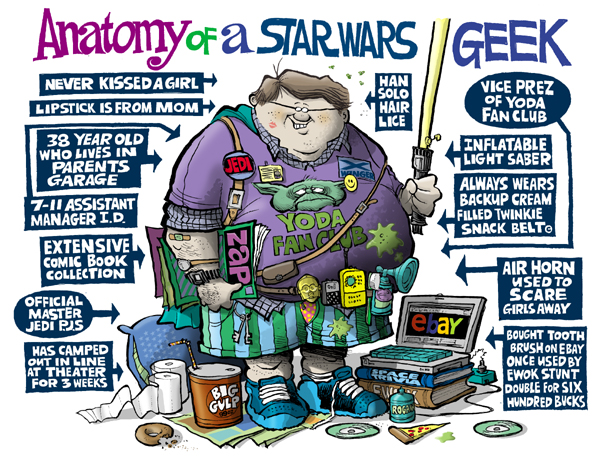 Anatomy OF a STAR WARS GEEK
NEVER KISSED A GIRL
LIPSTICK IS FROM MOM
38 YEAR OLD
WHO LIVES IN
PARENTS
GARAGE
7-11 ASSISTANT
MANAGER I.D.
EXTENSIVE
COMIC BOOK
COLLECTION
OFFICIAL
MASTER
JEDI PJS
HAS CAMPED
OUT IN LINE
AT THEATER
FOR 3 WEEKS
HAN
SOLO
HAIR
LICE
VICE PREZ
OF YODA
FAN CLUB
INFLATABLE
LIGHT SABER
ALWAYS WEARS
BACKUP CREAM
FILLED TWINKIE
SNACK BELT
AIR HORN
USED TO
SCARE
GIRLS AWAY
BOUGHT TOOTH
BRUSH ON EBAY
ONCE USED BY
EWOK STUNT
DOUBLE FOR SIX
HUNDRED BUCKS
JEDI
X
WINGER
YODA
FAN CLUB
ZAP
BIG
GULP
ebay
SPACE